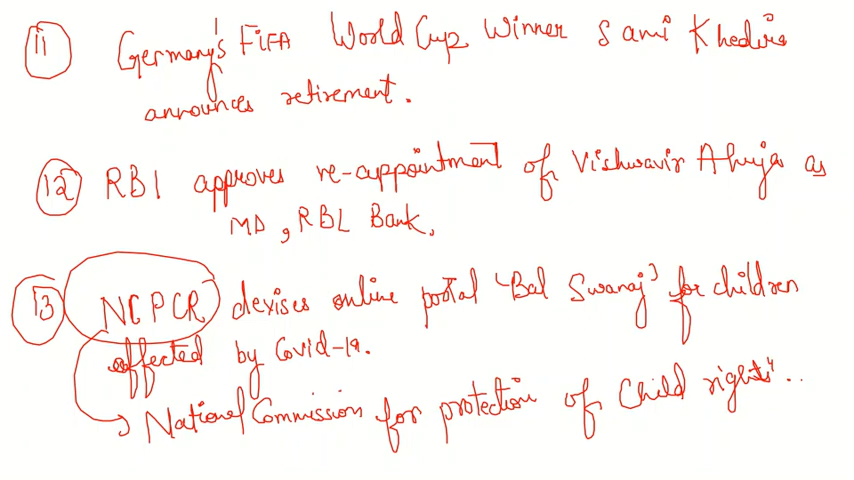 11 Germany's FIFA World Cup Winner Sami Khedira
announces retirement.
12 RBI approves re-appointment of Vishwavir Ahuja as
MD, RBL Bank.
13 NCPCR devises online portal 'Bal Swaraj' for children
affected by Covid-19.
National Commission for protection of Child rights..